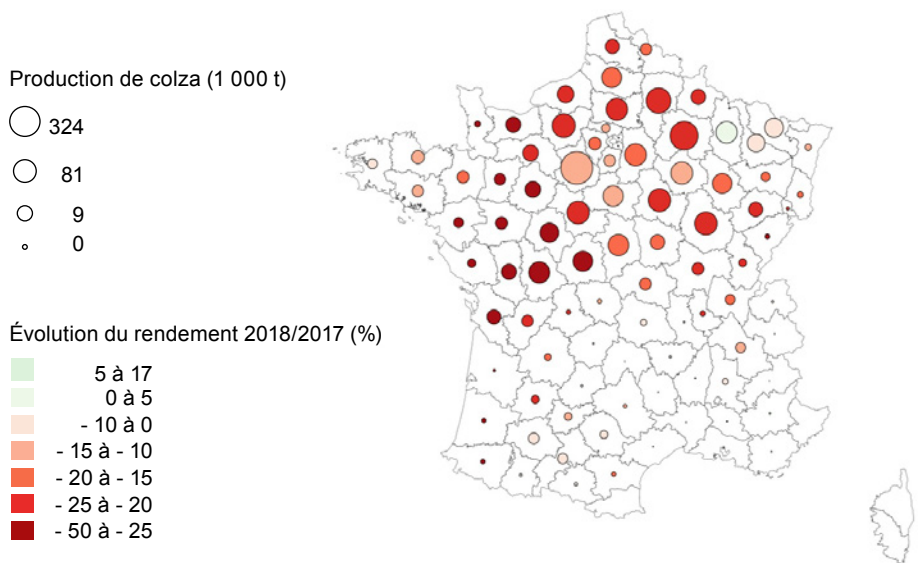 Production de colza (1 000 t)
324
81
9
0
Évolution du rendement 2018/2017 (%)
5 à 17
0 à 5
- 10 à 0
- 15 à - 10
- 20 à - 15
- 25 à - 20
- 50 à - 25